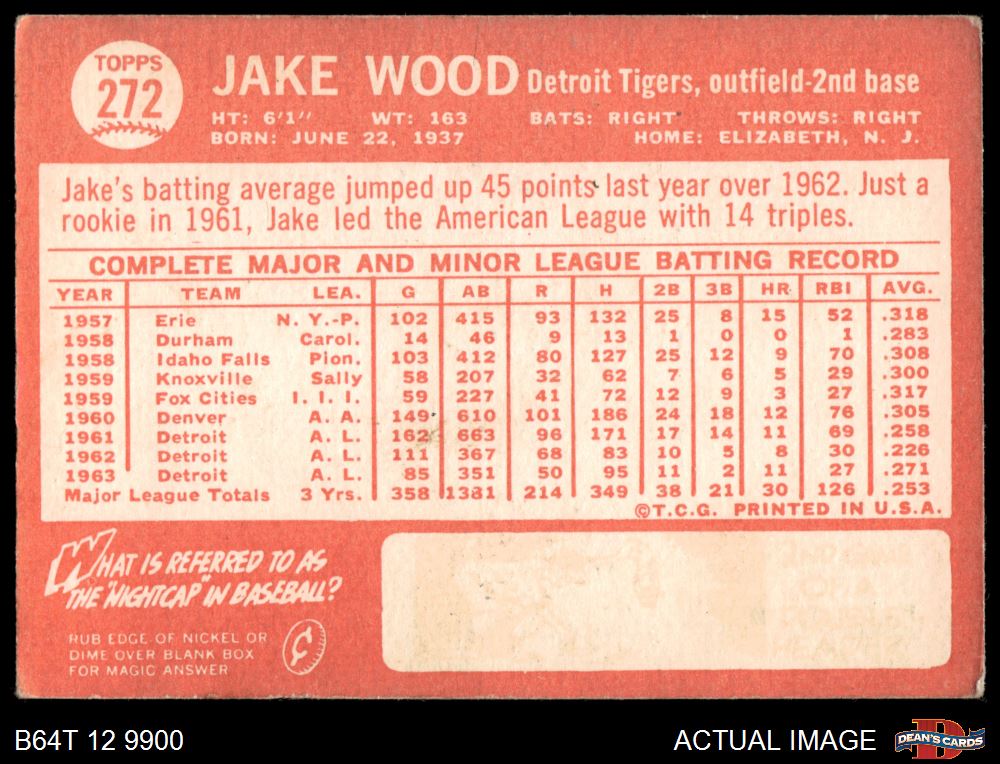 TOPPS
272
JAKE WOOD Detroit Tigers, outfield-2nd base
HT: 6'1" WT: 163 BATS: RIGHT THROWS: RIGHT
BORN: JUNE 22, 1937 HOME: ELIZABETH, N. J.
Jake's batting average jumped up 45 points last year over 1962. Just a
rookie in 1961, Jake led the American League with 14 triples.
COMPLETE MAJOR AND MINOR LEAGUE BATTING RECORD
YEAR TEAM LEA. G AB R H 2B 3B HR RBI AVG.
1957 Erie N. Y.-P. 102 415 93 132 25 8 15 52 .318
1958 Durham Carol. 14 46 9 13 1 0 0 1 .283
1958 Idaho Falls Pion. 103 412 80 127 25 12 9 70 .308
1959 Knoxville Sally 58 207 32 62 7 6 5 29 .300
1959 Fox Cities I. I. I. 59 227 41 72 12 9 3 27 .317
1960 Denver A. A. 149 610 101 186 24 18 12 76 .305
1961 Detroit A. L. 162 663 96 171 17 14 11 69 .258
1962 Detroit A. L. 111 367 68 83 10 5 8 30 .226
1963 Detroit A. L. 85 351 50 95 11 2 11 27 .271
Major League Totals 3 Yrs. 358 1381 214 349 38 21 30 126 .253
©T.C.G. PRINTED IN U.S.A.
WHAT IS REFERRED TO AS
THE "NIGHTCAP" IN BASEBALL?
RUB EDGE OF NICKEL OR
DIME OVER BLANK BOX
FOR MAGIC ANSWER
¢
B64T 12 9900
ACTUAL IMAGE
D
DEAN'S CARDS